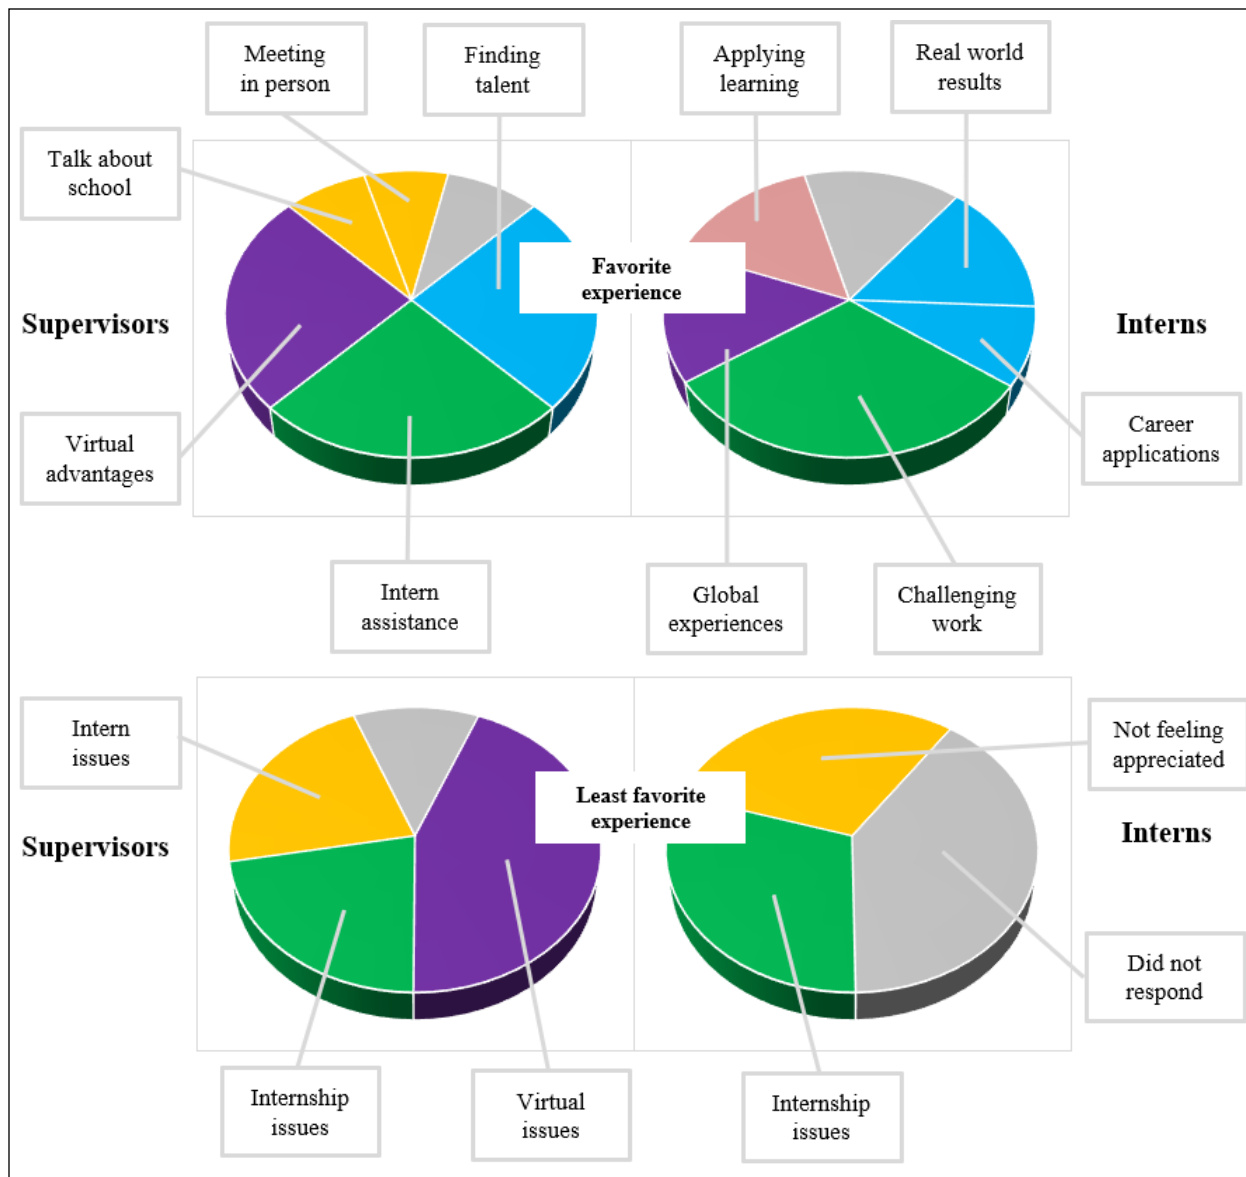 Meeting
in person
Finding
talent
Applying
learning
Real world
results
Talk about
school
Favorite
experience
Supervisors
Interns
Virtual
advantages
Career
applications
Intern
assistance
Global
experiences
Challenging
work
Intern
issues
Not feeling
appreciated
Least favorite
experience
Supervisors
Interns
Did not
respond
Internship
issues
Virtual
issues
Internship
issues